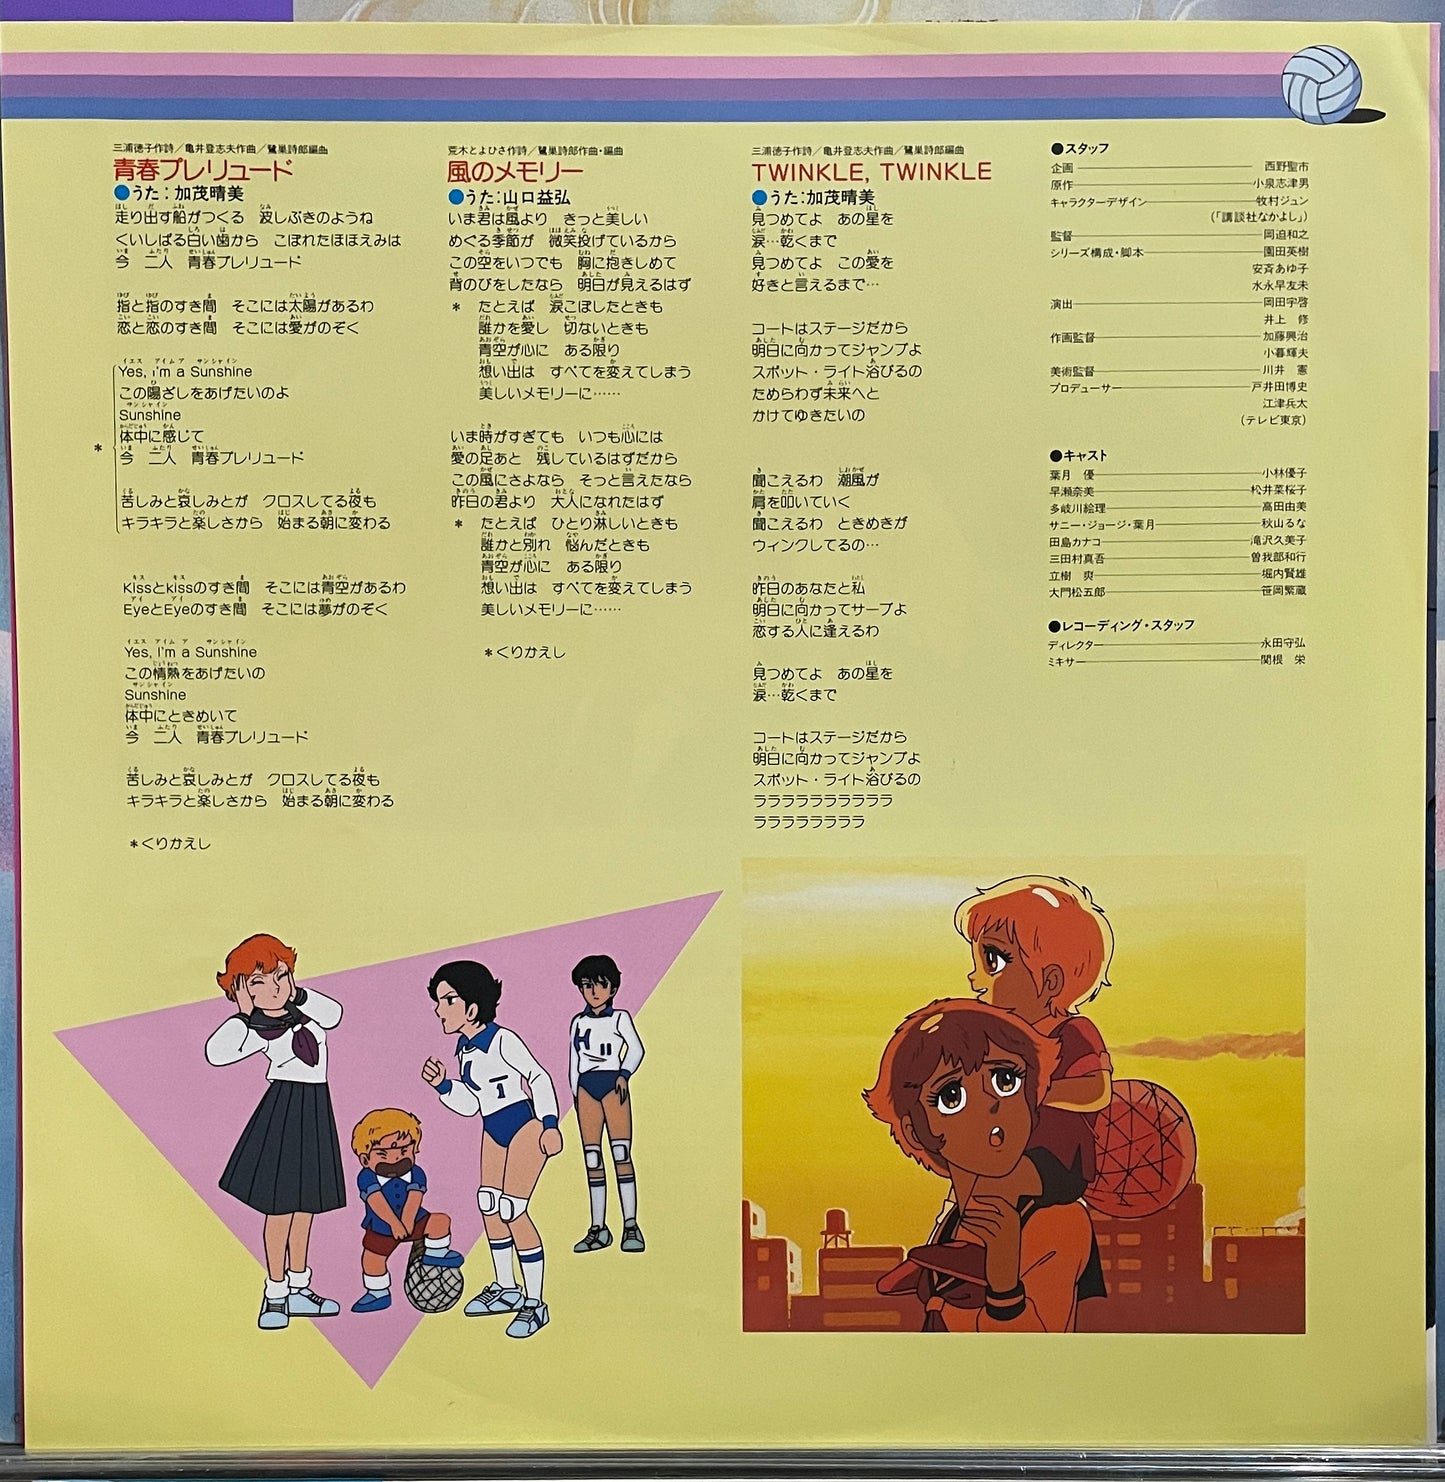 三浦徳子作詩／亀井登志夫作曲／鷺巣詩郎編曲
青春プレリュード
●うた：加茂晴美
走り出す船がつくる　波しぶきのようね
くいしばる白い歯から　こぼれたほほえみは
今　二人　青春プレリュード
指と指のすき間　そこには太陽があるわ
恋と恋のすき間　そこには愛がのぞく
Yes, I'm a Sunshine
この陽ざしをあげたいのよ
Sunshine
体中に感じて
＊
今　二人　青春プレリュード
苦しみと哀しみとが　クロスしてる夜も
キラキラと楽しさから　始まる朝に変わる
Kissとkissのすき間　そこには青空があるわ
EyeとEyeのすき間　そこには夢がのぞく
Yes, I'm a Sunshine
この情熱をあげたいの
Sunshine
体中にときめいて
今　二人　青春プレリュード
苦しみと哀しみとが　クロスしてる夜も
キラキラと楽しさから　始まる朝に変わる
＊くりかえし
荒木とよひさ作詩／鷺巣詩郎作曲・編曲
風のメモリー
●うた：山口益弘
いま君は風より　きっと美しい
めぐる季節が　微笑投げているから
この空をいつでも　胸に抱きしめて
背のびをしたなら　明日が見えるはず
＊　たとえば　涙こぼしたときも
誰かを愛し　切ないときも
青空が心に　ある限り
想い出は　すべてを変えてしまう
美しいメモリーに……
いま時がすぎても　いつも心には
愛の足あと　残しているはずだから
この風にさよなら　そっと言えたなら
昨日の君より　大人になれたはず
＊　たとえば　ひとり淋しいときも
誰かと別れ　悩んだときも
青空が心に　ある限り
想い出は　すべてを変えてしまう
美しいメモリーに……
＊くりかえし
三浦徳子作詩／亀井登志夫作曲／鷺巣詩郎編曲
TWINKLE, TWINKLE
●うた：加茂晴美
見つめてよ　あの星を
涙…乾くまで
見つめてよ　この愛を
好きと言えるまで…
コートはステージだから
明日に向かってジャンプよ
スポット・ライト浴びるの
ためらわず未来へと
かけてゆきたいの
聞こえるわ　潮風が
肩を叩いていく
聞こえるわ　ときめきが
ウィンクしてるの…
昨日のあなたと私
明日に向かってサーブよ
恋する人に逢えるわ
見つめてよ　あの星を
涙…乾くまで
コートはステージだから
明日に向かってジャンプよ
スポット・ライト浴びるの
ララララララララララ
ララララララララ
●スタッフ
企画　西野聖市
原作　小泉志津男
キャラクターデザイン　牧村ジュン
（「講談社なかよし」）
監督　岡迫和之
シリーズ構成・脚本　園田英樹
安斉あゆ子
水永早友未
演出　岡田宇啓
井上　修
作画監督　加藤興治
小暮輝夫
美術監督　川井　憲
プロデューサー　戸井田博史
江津兵太
（テレビ東京）
●キャスト
葉月　優　小林優子
早瀬奈美　松井菜桜子
多岐川絵理　高田由美
サニー・ジョージ・葉月　秋山るな
田島カナコ　滝沢久美子
三田村真吾　曽我部和行
立樹　爽　堀内賢雄
大門松五郎　笹岡繁蔵
●レコーディング・スタッフ
ディレクター　永田守弘
ミキサー　関根　栄
H 11
1